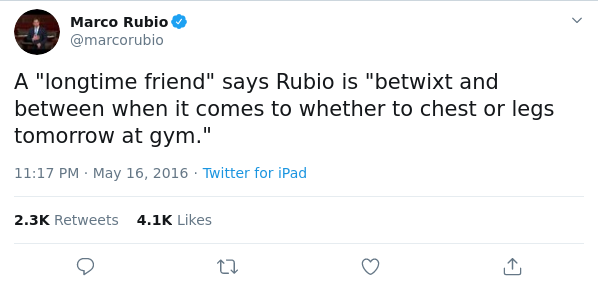 Marco Rubio
@marcorubio
A "longtime friend" says Rubio is "betwixt and
between when it comes to whether to chest or legs
tomorrow at gym."
11:17 PM · May 16, 2016 · Twitter for iPad
2.3K Retweets 4.1K Likes